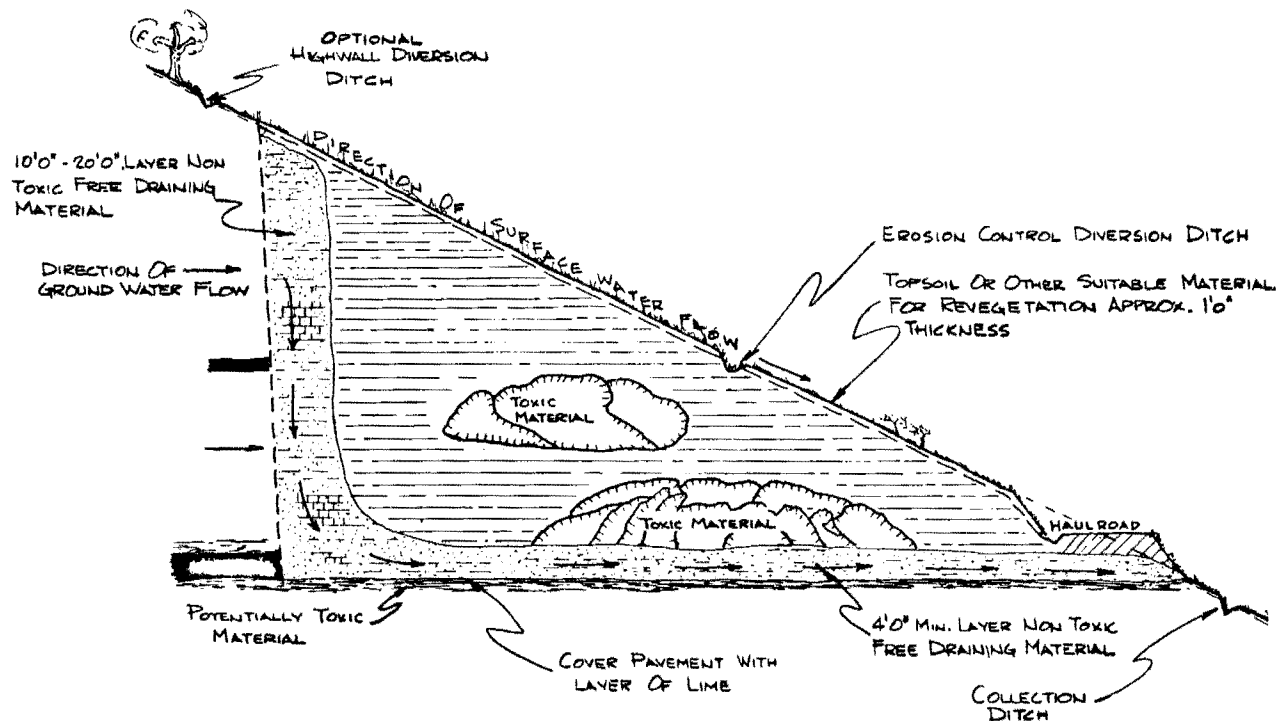 OPTIONAL
HIGHWALL DIVERSION
DITCH
10'0" - 20'0" LAYER NON
TOXIC FREE DRAINING
MATERIAL
DIRECTION OF
GROUND WATER FLOW
DIRECTION OF SURFACE WATER FLOW
EROSION CONTROL DIVERSION DITCH
TOPSOIL OR OTHER SUITABLE MATERIAL
FOR REVEGETATION APPROX. 1'0"
THICKNESS
TOXIC
MATERIAL
TOXIC MATERIAL
HAULROAD
POTENTIALLY TOXIC
MATERIAL
4'0" MIN. LAYER NON TOXIC
FREE DRAINING MATERIAL
COVER PAVEMENT WITH
LAYER OF LIME
COLLECTION
DITCH